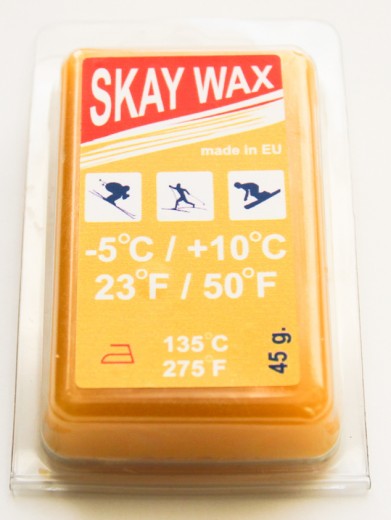 SKAY WAX
made in EU
-5°C / +10°C
23°F / 50°F
135°C
275°F
45 g.